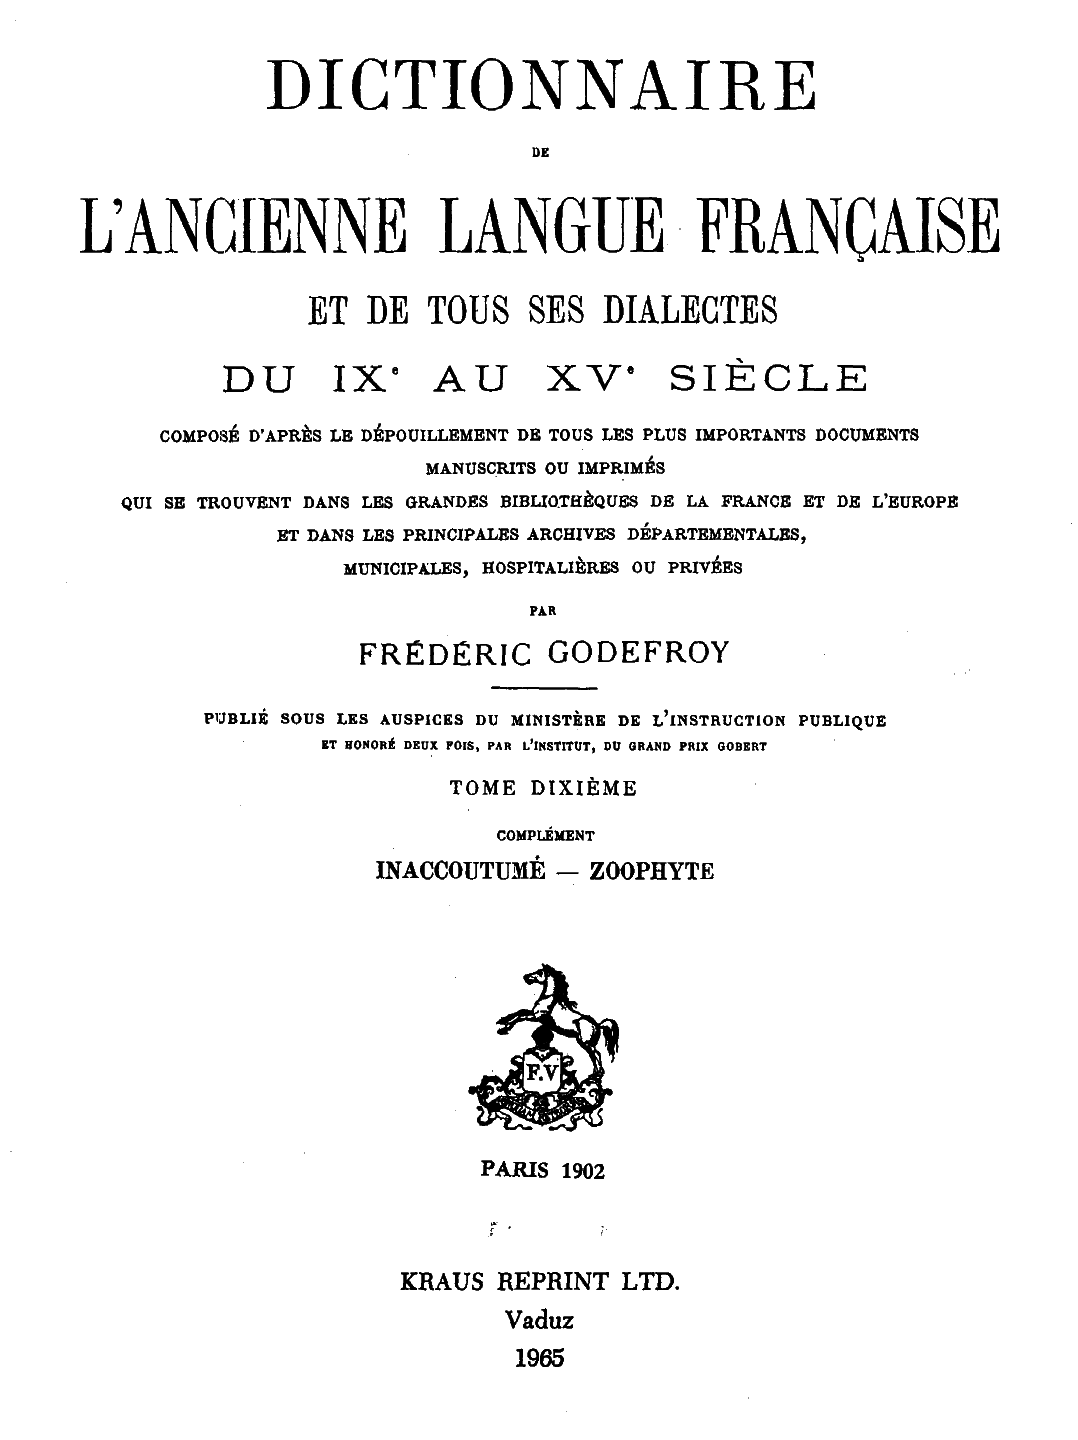 DICTIONNAIRE
DE
L'ANCIENNE LANGUE FRANÇAISE
ET DE TOUS SES DIALECTES
DU IXe AU XVe SIÈCLE
COMPOSÉ D'APRÈS LE DÉPOUILLEMENT DE TOUS LES PLUS IMPORTANTS DOCUMENTS
MANUSCRITS OU IMPRIMÉS
QUI SE TROUVENT DANS LES GRANDES BIBLIOTHÈQUES DE LA FRANCE ET DE L'EUROPE
ET DANS LES PRINCIPALES ARCHIVES DÉPARTEMENTALES,
MUNICIPALES, HOSPITALIÈRES OU PRIVÉES
PAR
FRÉDÉRIC GODEFROY
PUBLIÉ SOUS LES AUSPICES DU MINISTÈRE DE L'INSTRUCTION PUBLIQUE
ET HONORÉ DEUX FOIS, PAR L'INSTITUT, DU GRAND PRIX GOBERT
TOME DIXIÈME
COMPLÉMENT
INACCOUTUMÉ — ZOOPHYTE
F.V
PARIS 1902
KRAUS REPRINT LTD.
Vaduz
1965